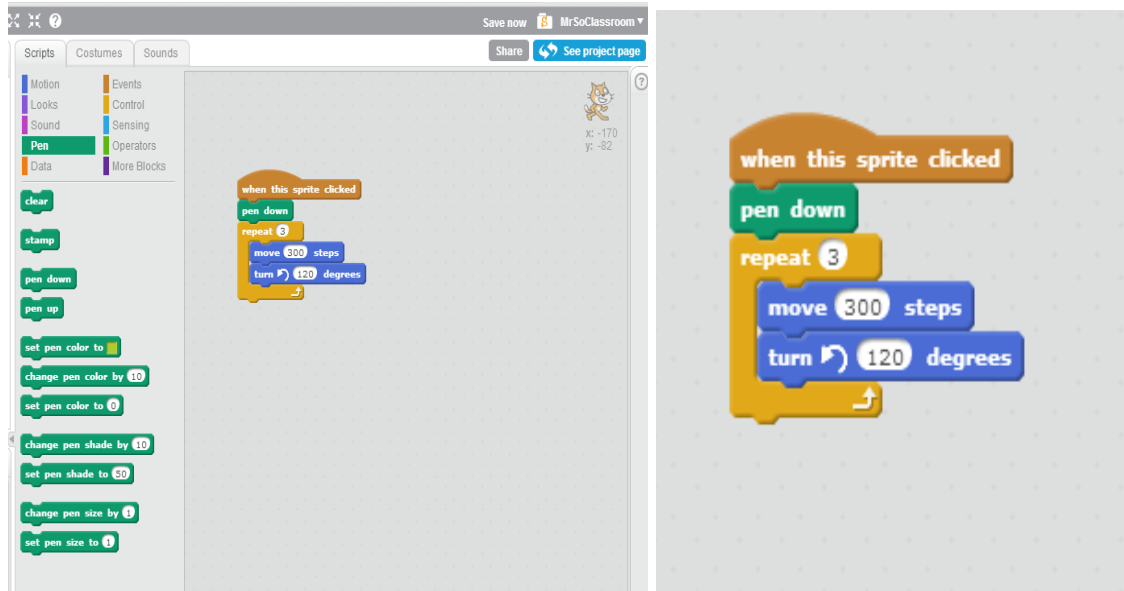 Save now MrSoClassroom ▾
Scripts Costumes Sounds
Share See project page
Motion Events
Looks Control
Sound Sensing
Pen Operators
Data More Blocks
clear
stamp
pen down
pen up
set pen color to
change pen color by 10
set pen color to 0
change pen shade by 10
set pen shade to 50
change pen size by 1
set pen size to 1
x: -170
y: -82
when this sprite clicked
pen down
repeat 3
move 300 steps
turn 120 degrees
when this sprite clicked
pen down
repeat 3
move 300 steps
turn 120 degrees